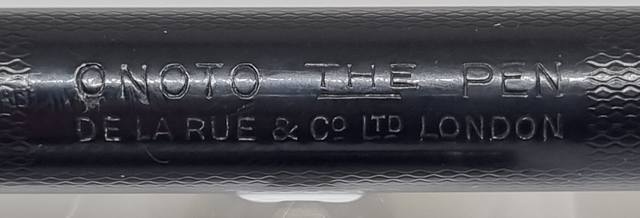 ONOTO THE PEN
DE LA RUE & Cº LTD LONDON